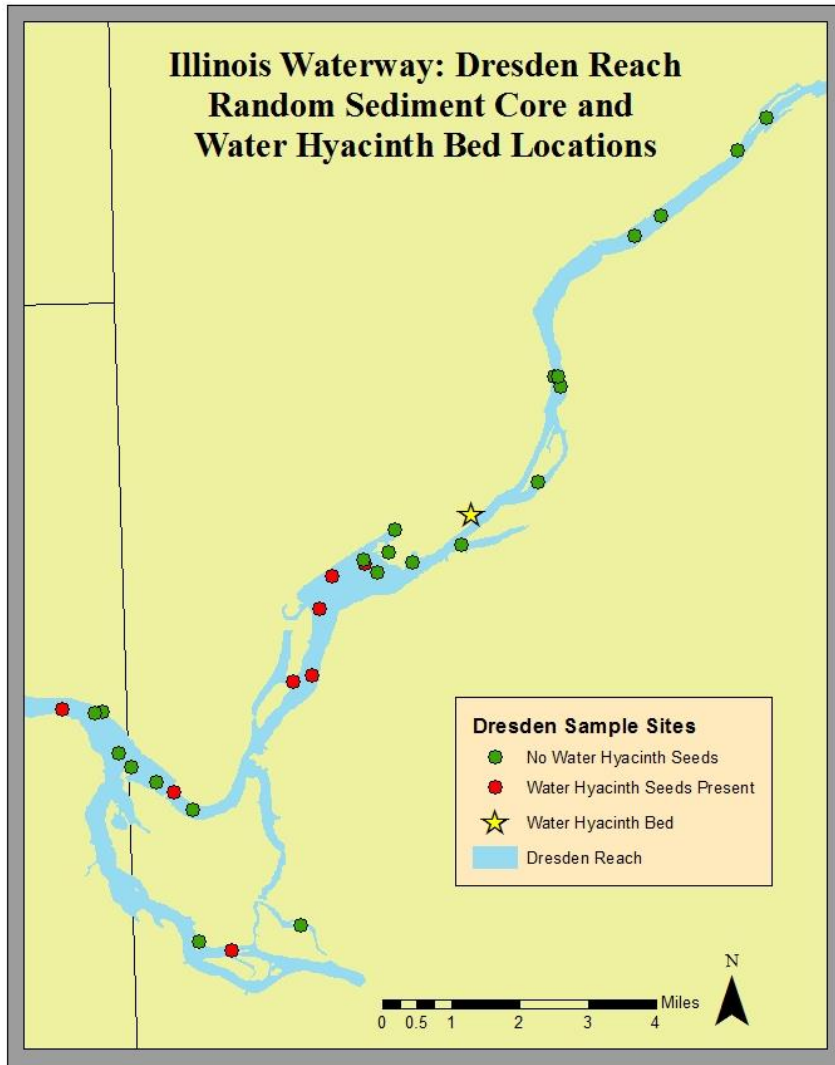 Illinois Waterway: Dresden Reach
Random Sediment Core and
Water Hyacinth Bed Locations
Dresden Sample Sites
No Water Hyacinth Seeds
Water Hyacinth Seeds Present
Water Hyacinth Bed
Dresden Reach
N
Miles
0 0.5 1 2 3 4